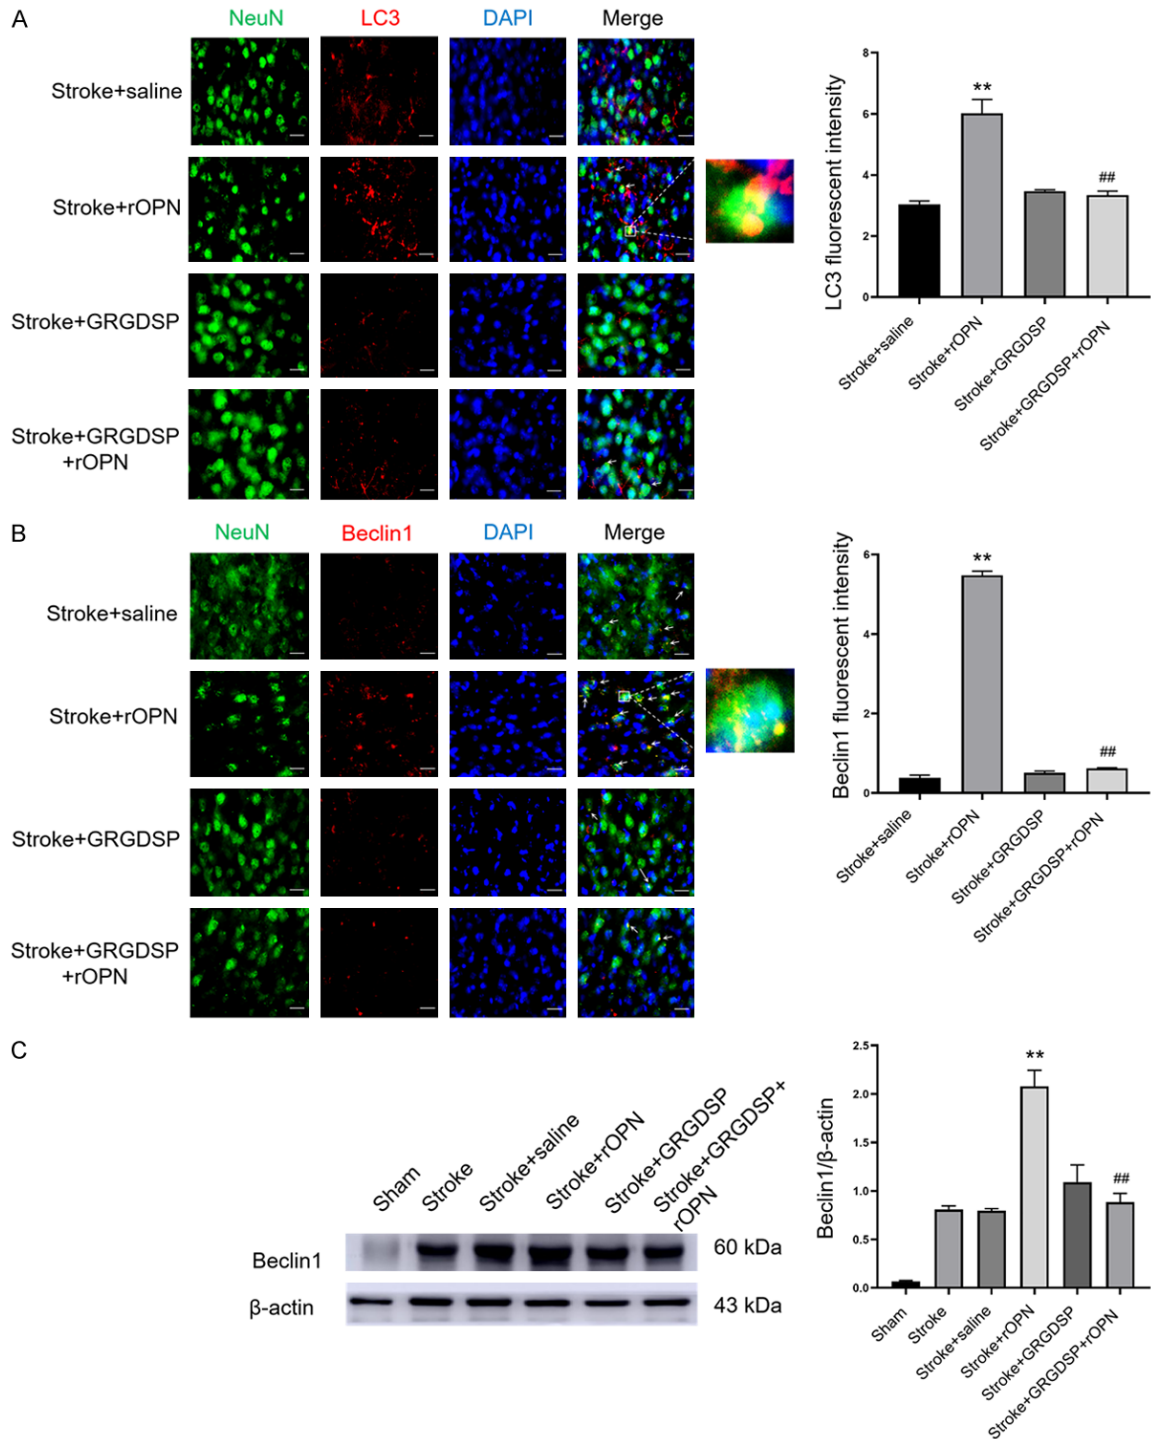 A
NeuN
LC3
DAPI
Merge
Stroke+saline
Stroke+rOPN
Stroke+GRGDSP
Stroke+GRGDSP
+rOPN
LC3 fluorescent intensity
8
6
4
2
0
**
##
Stroke+saline
Stroke+rOPN
Stroke+GRGDSP
Stroke+GRGDSP+rOPN
B
NeuN
Beclin1
DAPI
Merge
Stroke+saline
Stroke+rOPN
Stroke+GRGDSP
Stroke+GRGDSP
+rOPN
Beclin1 fluorescent intensity
6
4
2
0
**
##
Stroke+saline
Stroke+rOPN
Stroke+GRGDSP
Stroke+GRGDSP+rOPN
C
Sham
Stroke
Stroke+saline
Stroke+rOPN
Stroke+GRGDSP
Stroke+GRGDSP+
rOPN
Beclin1
60 kDa
β-actin
43 kDa
Beclin1/β-actin
2.5
2.0
1.5
1.0
0.5
0.0
**
##
Sham
Stroke
Stroke+saline
Stroke+rOPN
Stroke+GRGDSP
Stroke+GRGDSP+rOPN